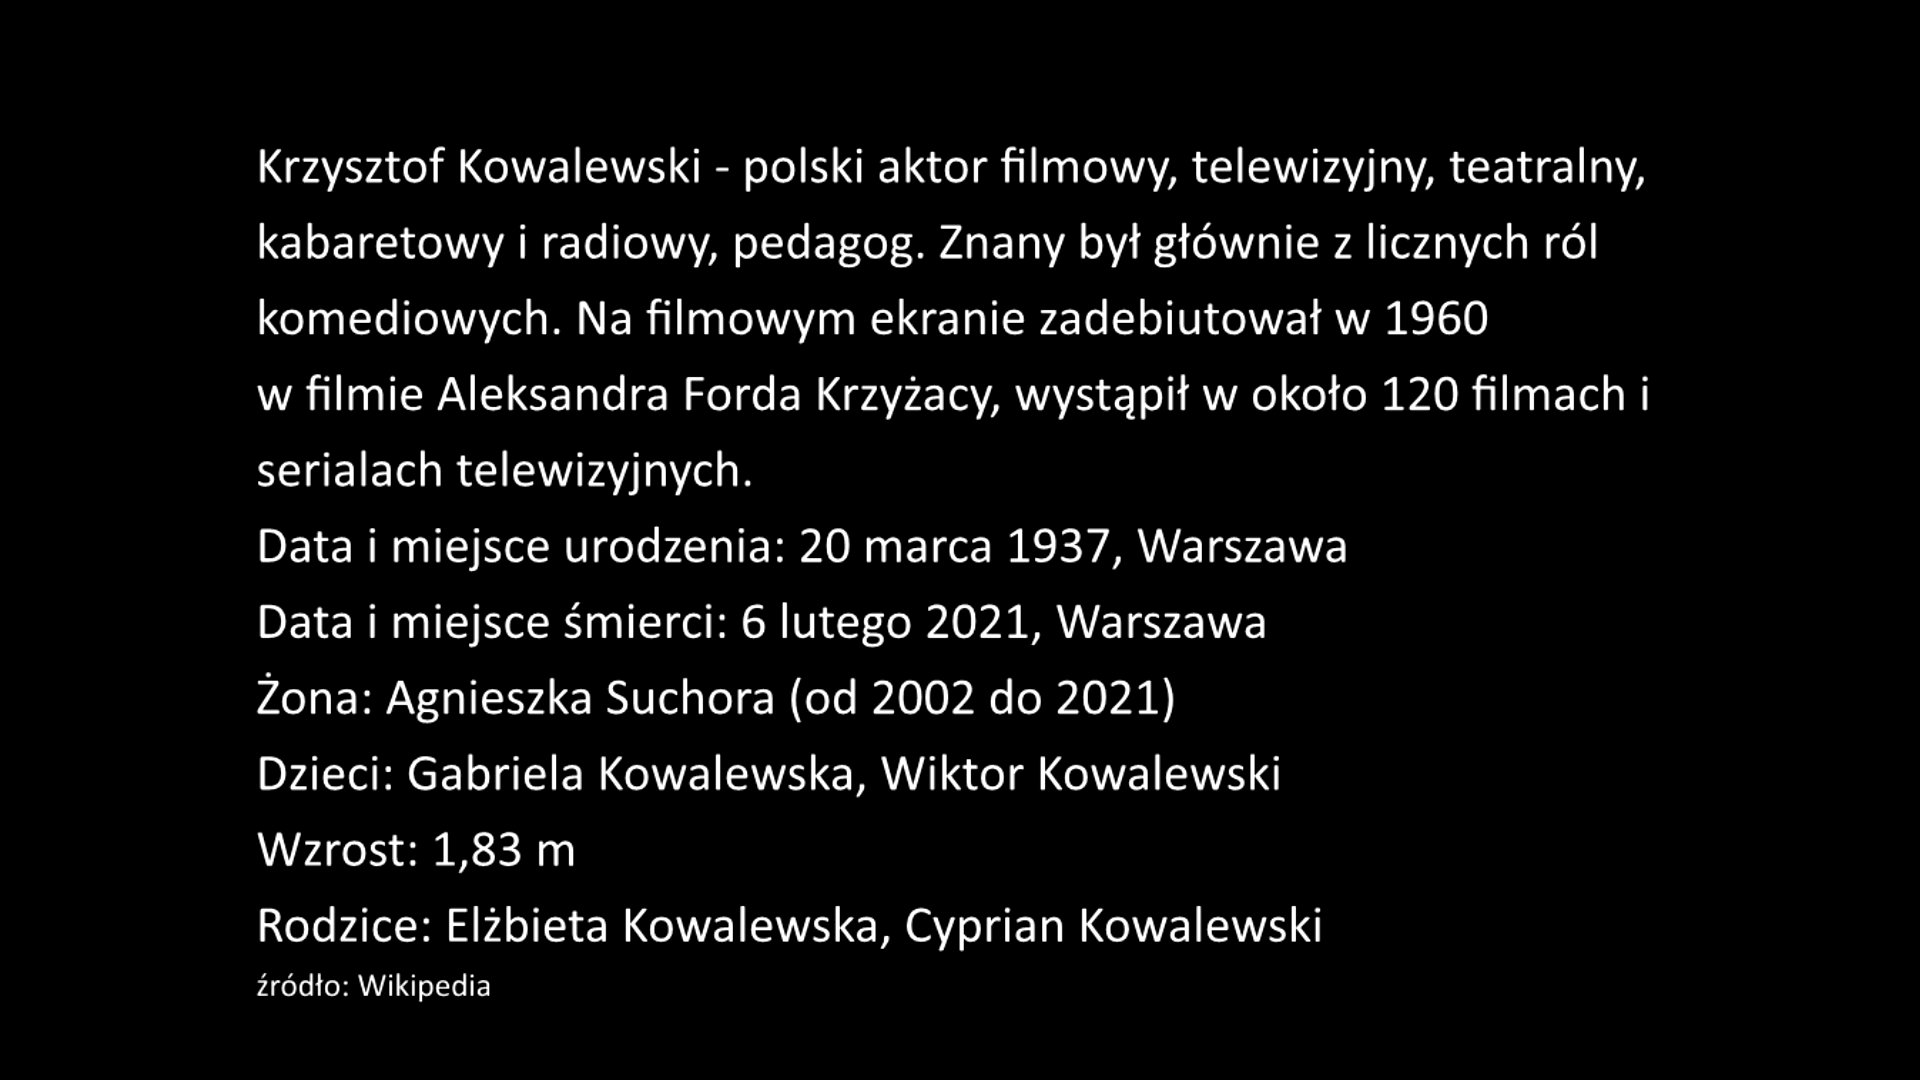 Krzysztof Kowalewski - polski aktor filmowy, telewizyjny, teatralny,
kabaretowy i radiowy, pedagog. Znany był głównie z licznych ról
komediowych. Na filmowym ekranie zadebiutował w 1960
w filmie Aleksandra Forda Krzyżacy, wystąpił w około 120 filmach i
serialach telewizyjnych.
Data i miejsce urodzenia: 20 marca 1937, Warszawa
Data i miejsce śmierci: 6 lutego 2021, Warszawa
Żona: Agnieszka Suchora (od 2002 do 2021)
Dzieci: Gabriela Kowalewska, Wiktor Kowalewski
Wzrost: 1,83 m
Rodzice: Elżbieta Kowalewska, Cyprian Kowalewski
źródło: Wikipedia